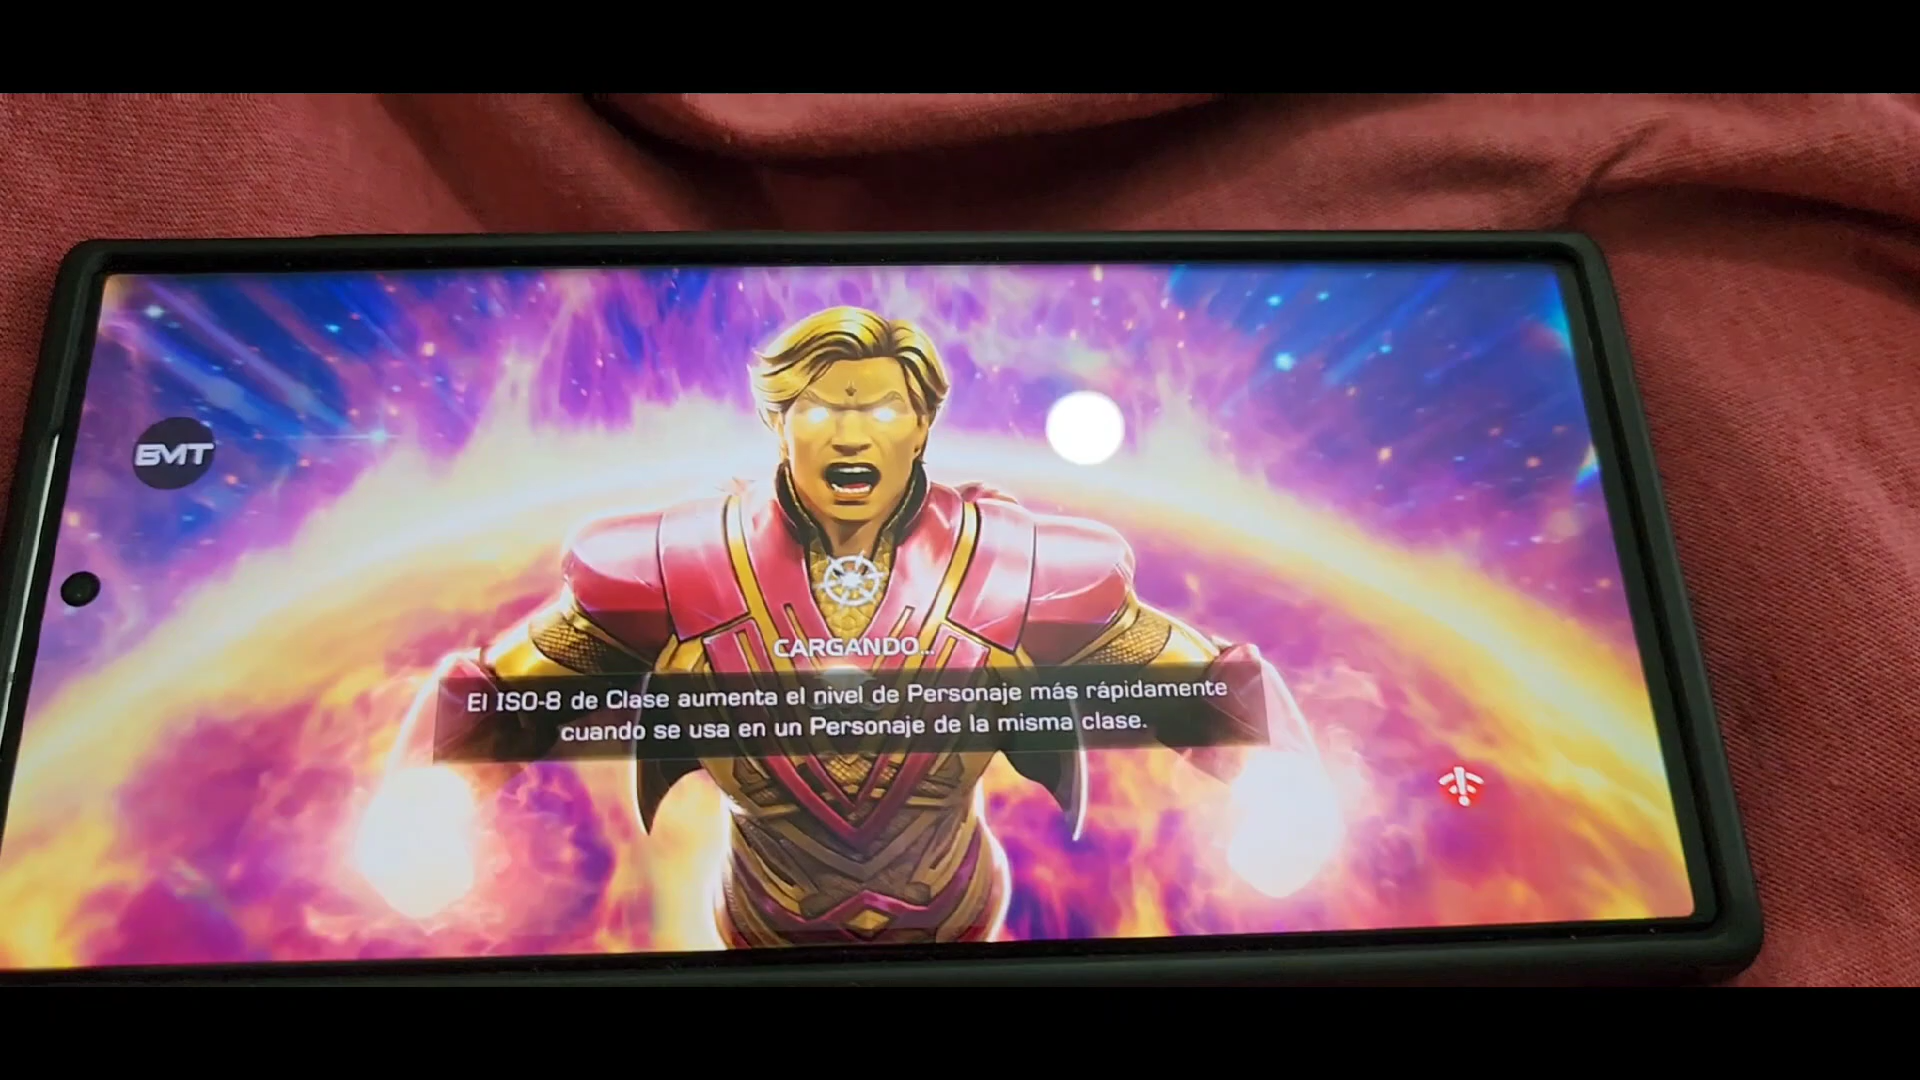 BMT
CARGANDO...
El ISO-8 de Clase aumenta el nivel de Personaje más rápidamente
cuando se usa en un Personaje de la misma clase.